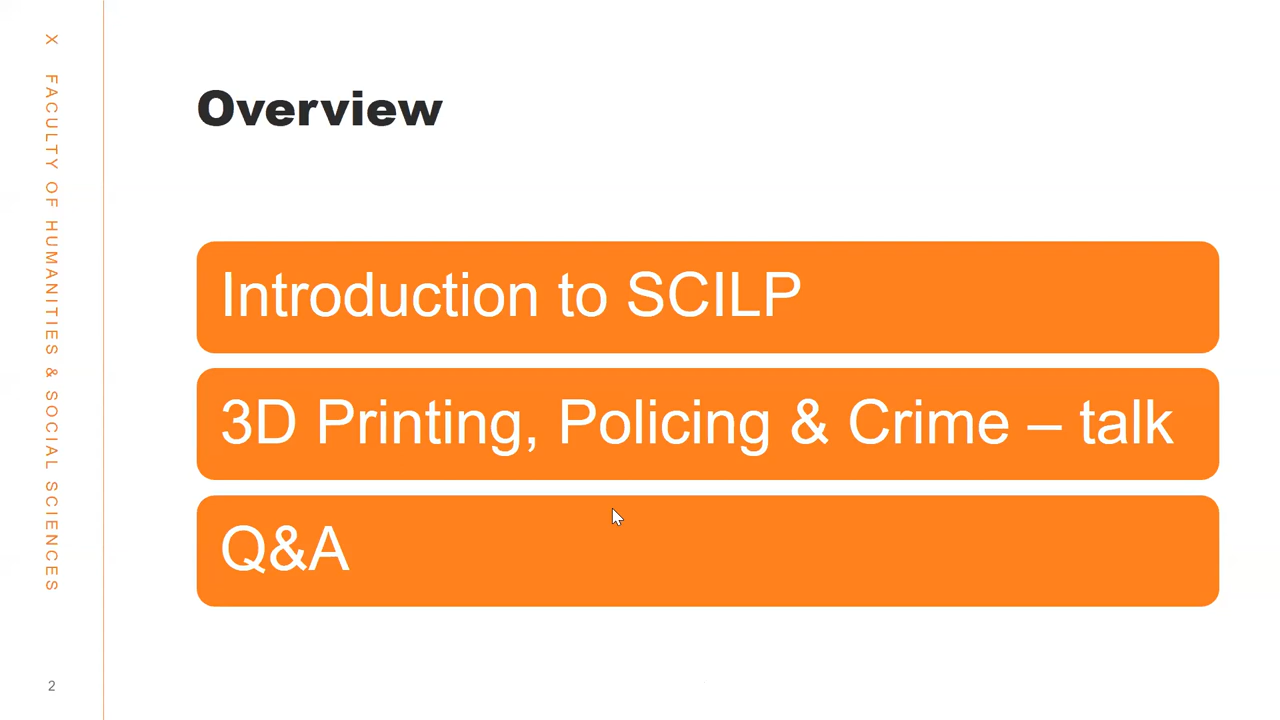 X FACULTY OF HUMANITIES & SOCIAL SCIENCES
Overview
Introduction to SCILP
3D Printing, Policing & Crime – talk
Q&A
2